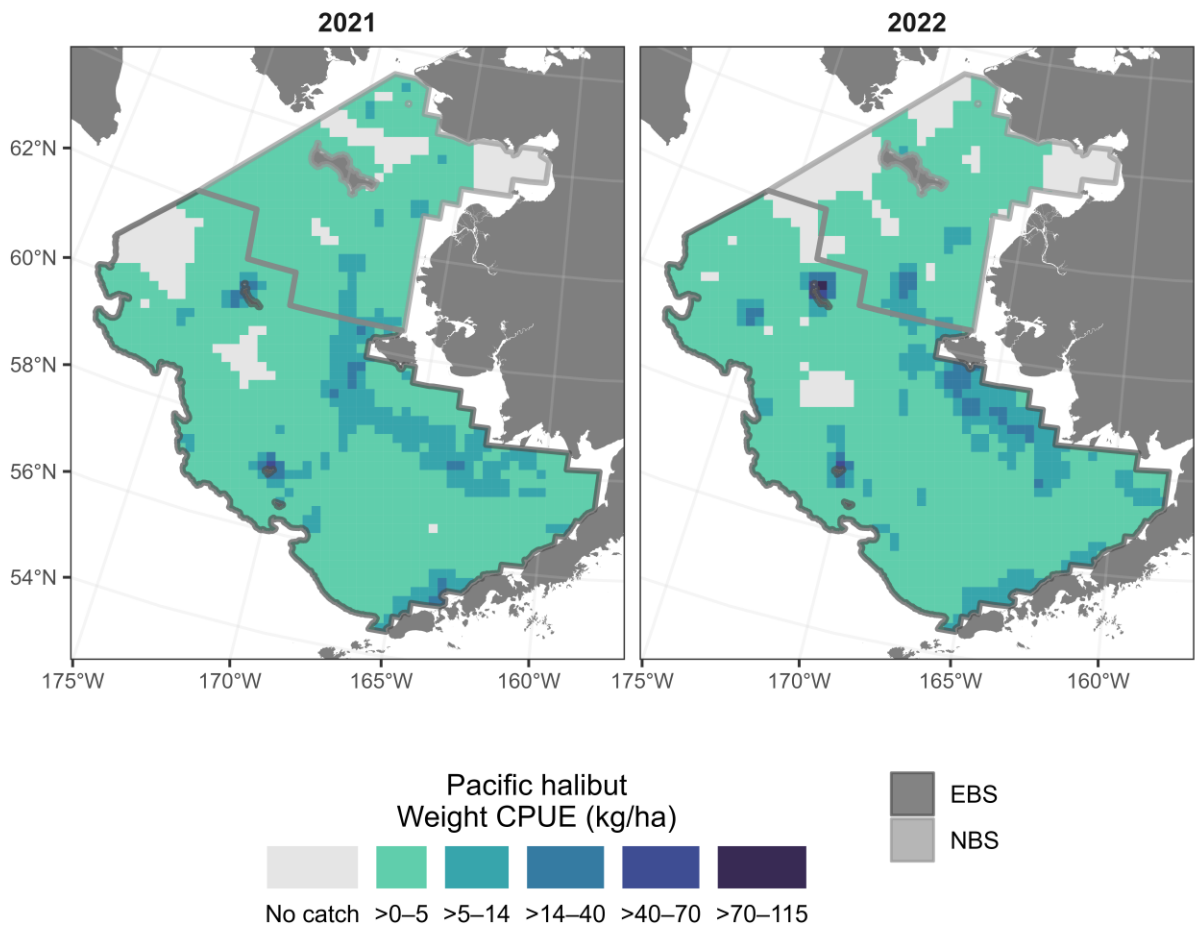 2021
2022
62°N
60°N
58°N
56°N
54°N
175°W
170°W
165°W
160°W
175°W
170°W
165°W
160°W
Pacific halibut
Weight CPUE (kg/ha)
No catch
>0–5
>5–14
>14–40
>40–70
>70–115
EBS
NBS